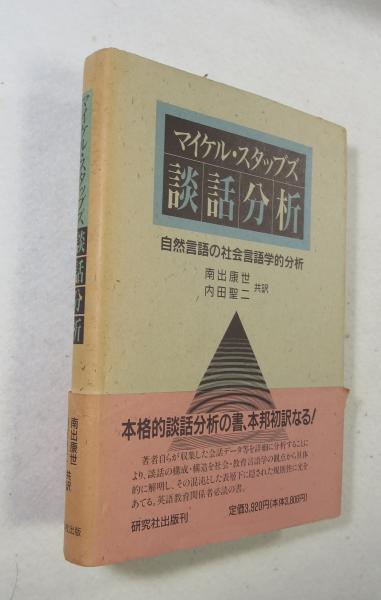 マイケル・スタッブズ
談話分析
自然言語の社会言語学的分析
南出康世
内田聖二
共訳
本格的談話分析の書、本邦初訳なる!
著者自らが収集した会話データ等を詳細に分析することに
より、談話の構成・構造を社会・教育言語学の観点から具体
的に解明し、その混沌とした表層下に隠された規則性に光を
あてる。英語教育関係者必読の書。
研究社出版刊
定価3,920円(本体3,806円)
マイケル・スタッブズ
談話分析
南出康世
共訳
社出版